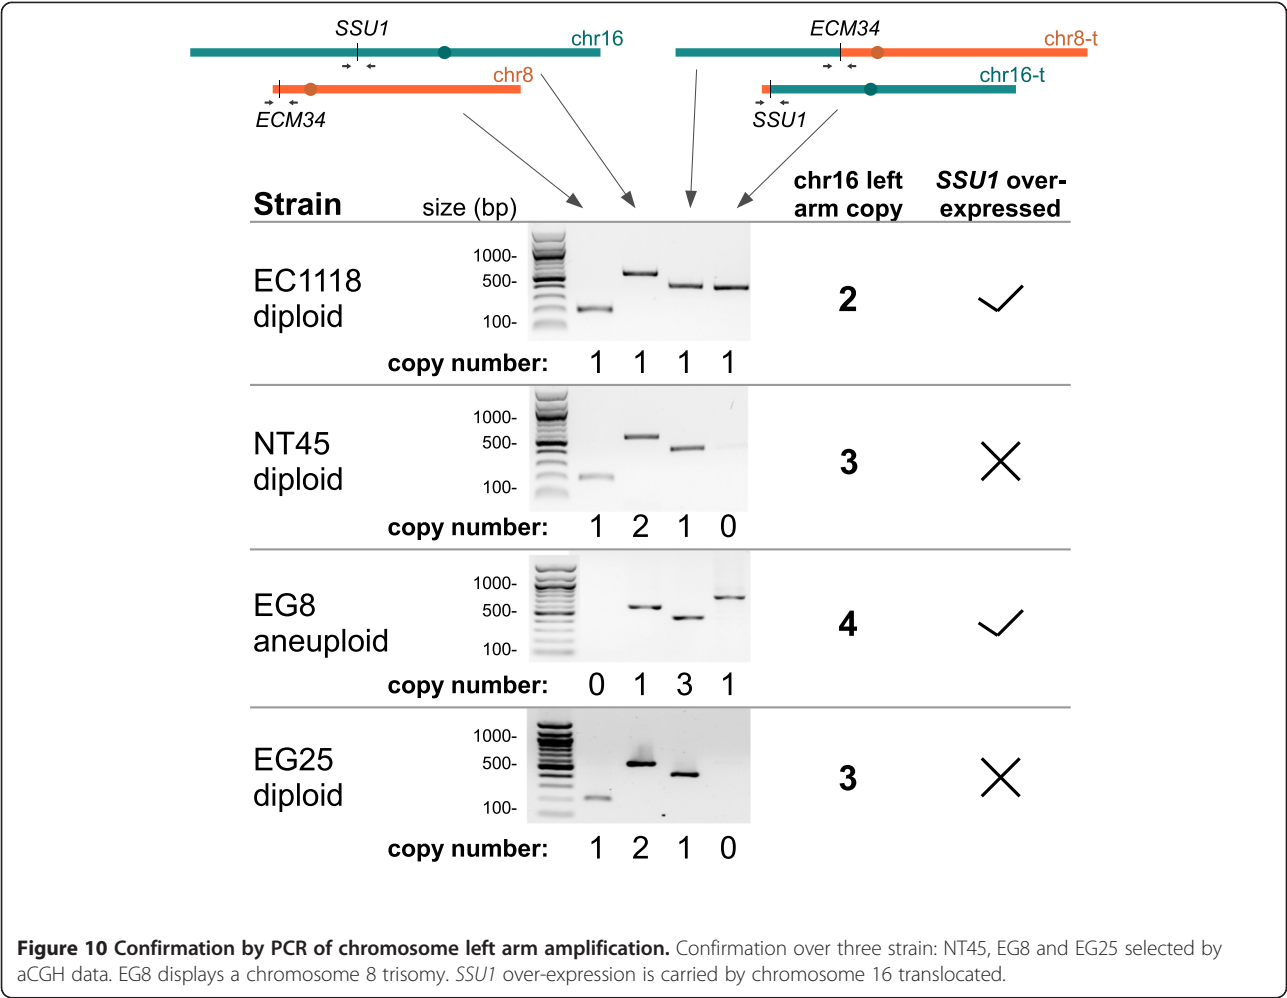 SSU1
chr16
chr8
ECM34
ECM34
chr8-t
chr16-t
SSU1
Strain
size (bp)
chr16 left
arm copy
SSU1 over-
expressed
EC1118
diploid
1000-
500-
100-
2
copy number: 1 1 1 1
NT45
diploid
1000-
500-
100-
3
copy number: 1 2 1 0
EG8
aneuploid
1000-
500-
100-
4
copy number: 0 1 3 1
EG25
diploid
1000-
500-
100-
3
copy number: 1 2 1 0
Figure 10 Confirmation by PCR of chromosome left arm amplification. Confirmation over three strain: NT45, EG8 and EG25 selected by
aCGH data. EG8 displays a chromosome 8 trisomy. SSU1 over-expression is carried by chromosome 16 translocated.